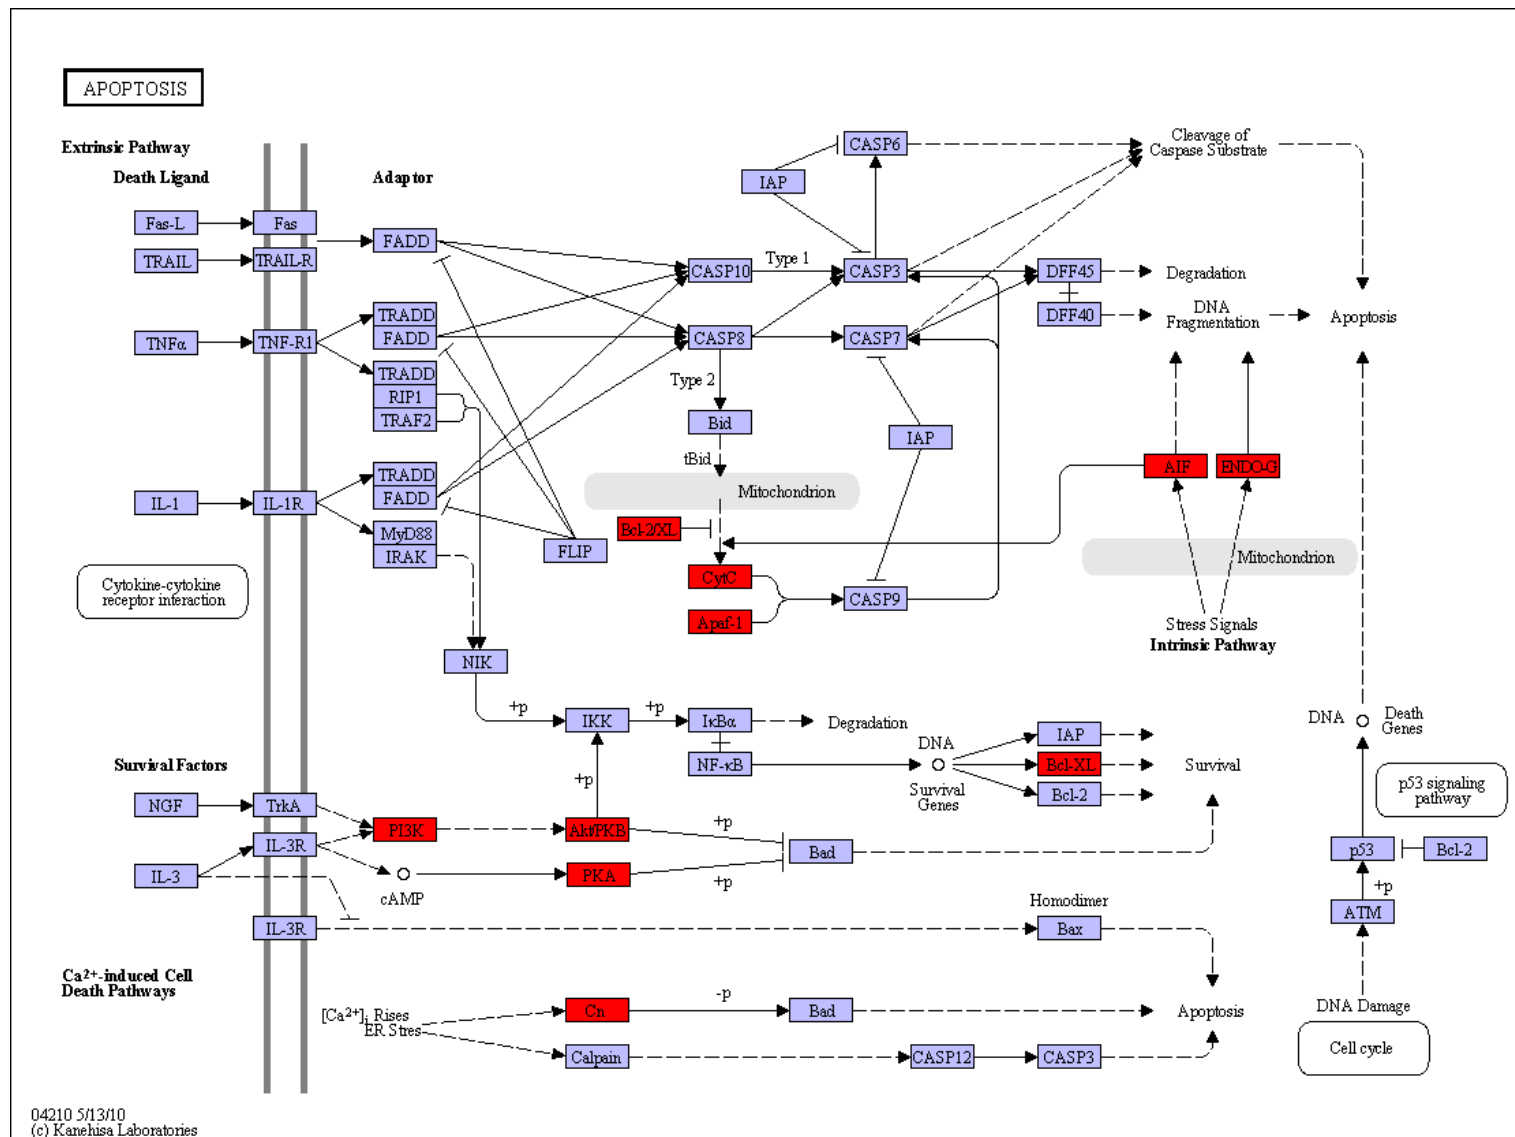 APOPTOSIS
Extrinsic Pathway
Death Ligand
Adaptor
Fas-L
Fas
TRAIL
TRAIL-R
FADD
TNFα
TNF-R1
TRADD
FADD
TRADD
RIP1
TRAF2
IL-1
IL-1R
TRADD
FADD
MyD88
IRAK
FLIP
Cytokine-cytokine
receptor interaction
CASP6
IAP
CASP10
Type 1
CASP3
CASP8
CASP7
Type 2
Bid
tBid
Mitochondrion
IAP
Bcl-2/XL
CytC
Apaf-1
CASP9
Cleavage of
Caspase Substrate
DFF45
Degradation
DFF40
DNA
Fragmentation
Apoptosis
AIF
ENDO-G
Mitochondrion
Stress Signals
Intrinsic Pathway
NIK
+p
IKK
+p
IκBα
Degradation
NF-κB
DNA
Survival
Genes
IAP
Bcl-XL
Bcl-2
Survival
+p
Survival Factors
NGF
TrkA
PI3K
Akt/PKB
+p
IL-3R
IL-3
cAMP
PKA
+p
Bad
IL-3R
Homodimer
Bax
DNA
Death
Genes
p53 signaling
pathway
p53
Bcl-2
+p
ATM
DNA Damage
Cell cycle
Ca2+-induced Cell
Death Pathways
[Ca2+]i Rises
ER Stres
Cn
-p
Bad
Apoptosis
Calpain
CASP12
CASP3
04210 5/13/10
(c) Kanehisa Laboratories